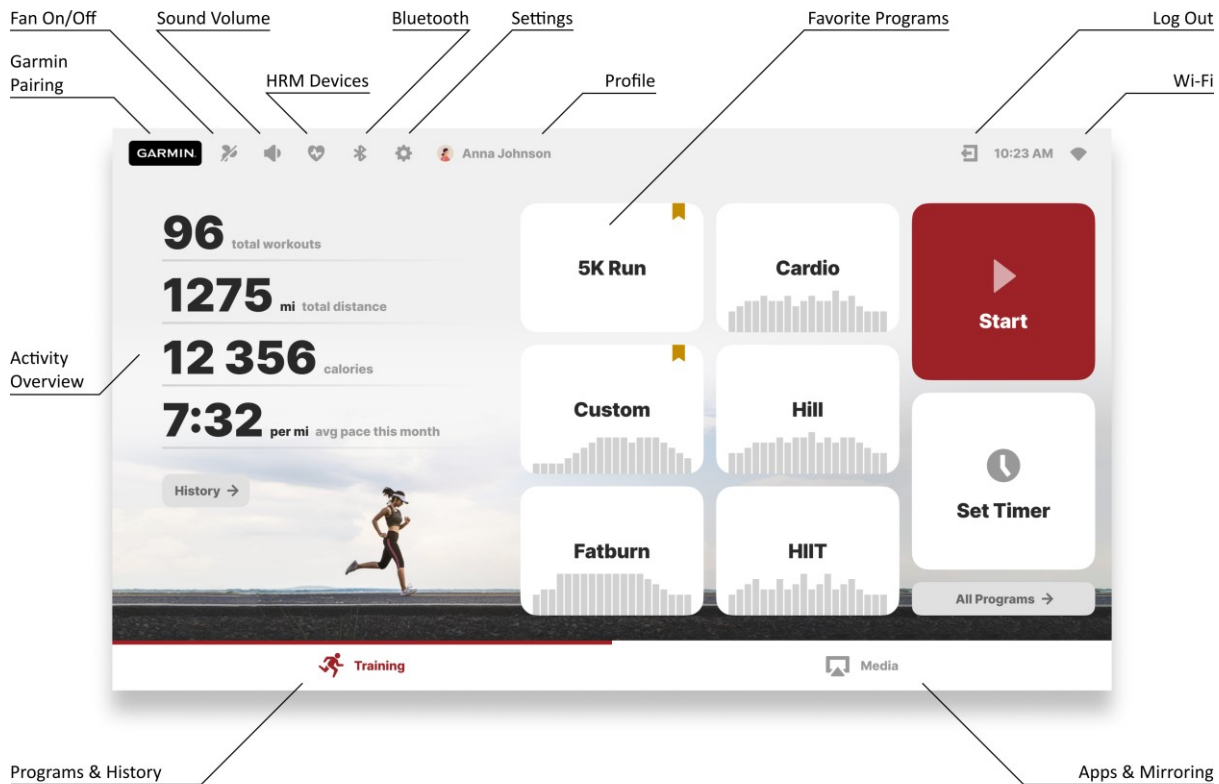 Fan On/Off
Sound Volume
Bluetooth
Settings
Favorite Programs
Log Out
Garmin
Pairing
HRM Devices
Profile
Wi-Fi
GARMIN.
Anna Johnson
10:23 AM
96 total workouts
1275 mi total distance
12 356 calories
7:32 per mi avg pace this month
History →
Activity
Overview
5K Run
Cardio
Start
Custom
Hill
Set Timer
Fatburn
HIIT
All Programs →
Training
Media
Programs & History
Apps & Mirroring